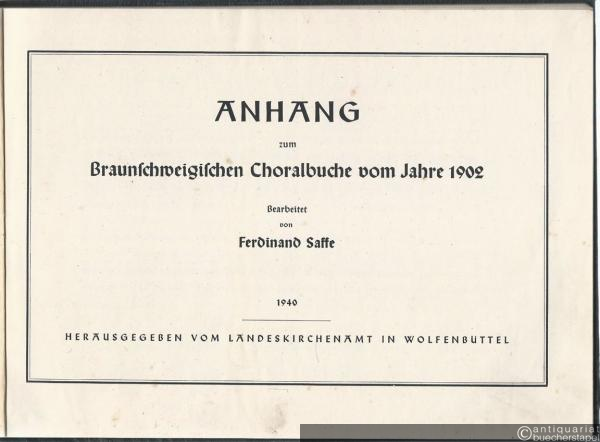 ANHANG
zum
Braunſchweigiſchen Choralbuche vom Jahre 1902
Bearbeitet
von
Ferdinand Saffe
1940
HERAUSGEGEBEN VOM LANDESKIRCHENAMT IN WOLFENBÜTTEL
©antiquariat
buecherstapel